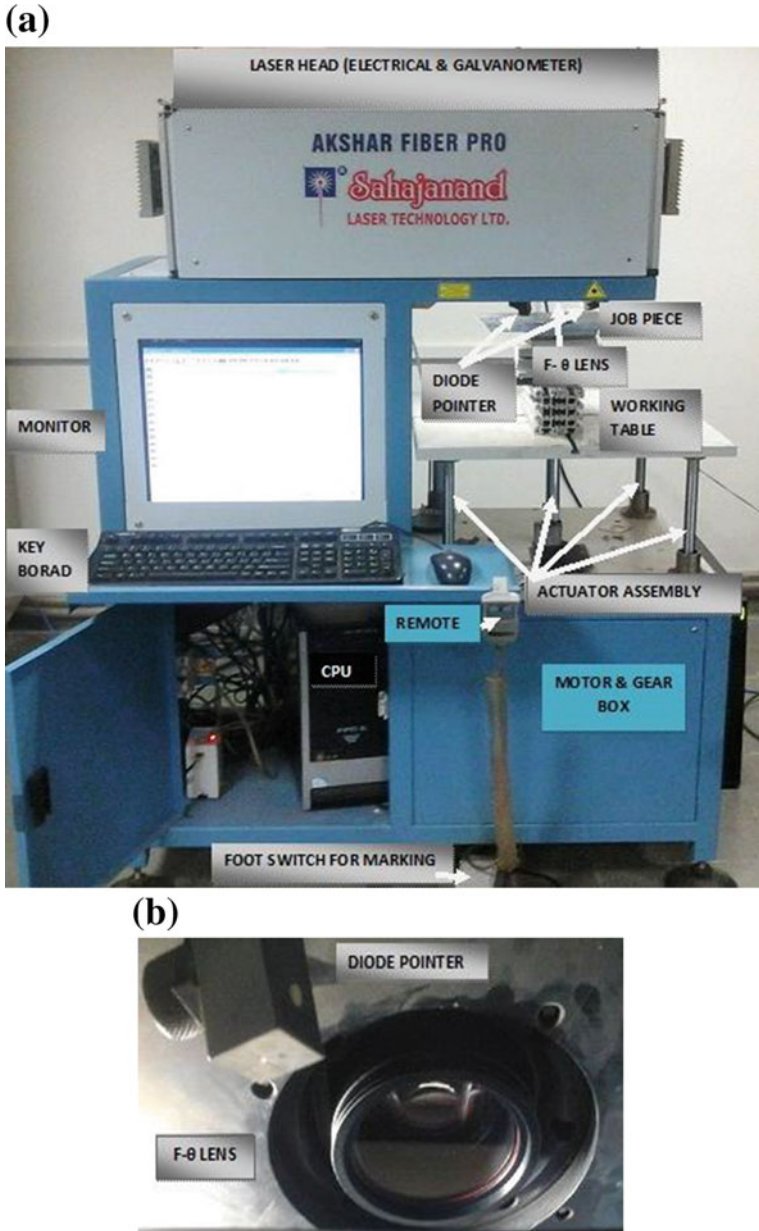 (a)
LASER HEAD (ELECTRICAL & GALVANOMETER)
AKSHAR FIBER PRO
Sahajanand
LASER TECHNOLOGY LTD.
JOB PIECE
F- θ LENS
DIODE
POINTER
WORKING
TABLE
MONITOR
KEY
BORAD
ACTUATOR ASSEMBLY
REMOTE
CPU
MOTOR & GEAR
BOX
FOOT SWITCH FOR MARKING
(b)
DIODE POINTER
F-θ LENS